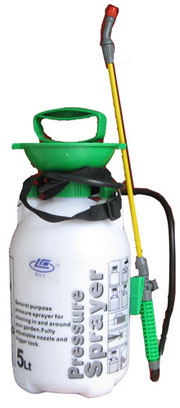 General purpose
pressure sprayer for
cleaning in and around
your garden.Fully
adjustable nozzle and
trigger lock.
5Lt
Pressure
Sprayer